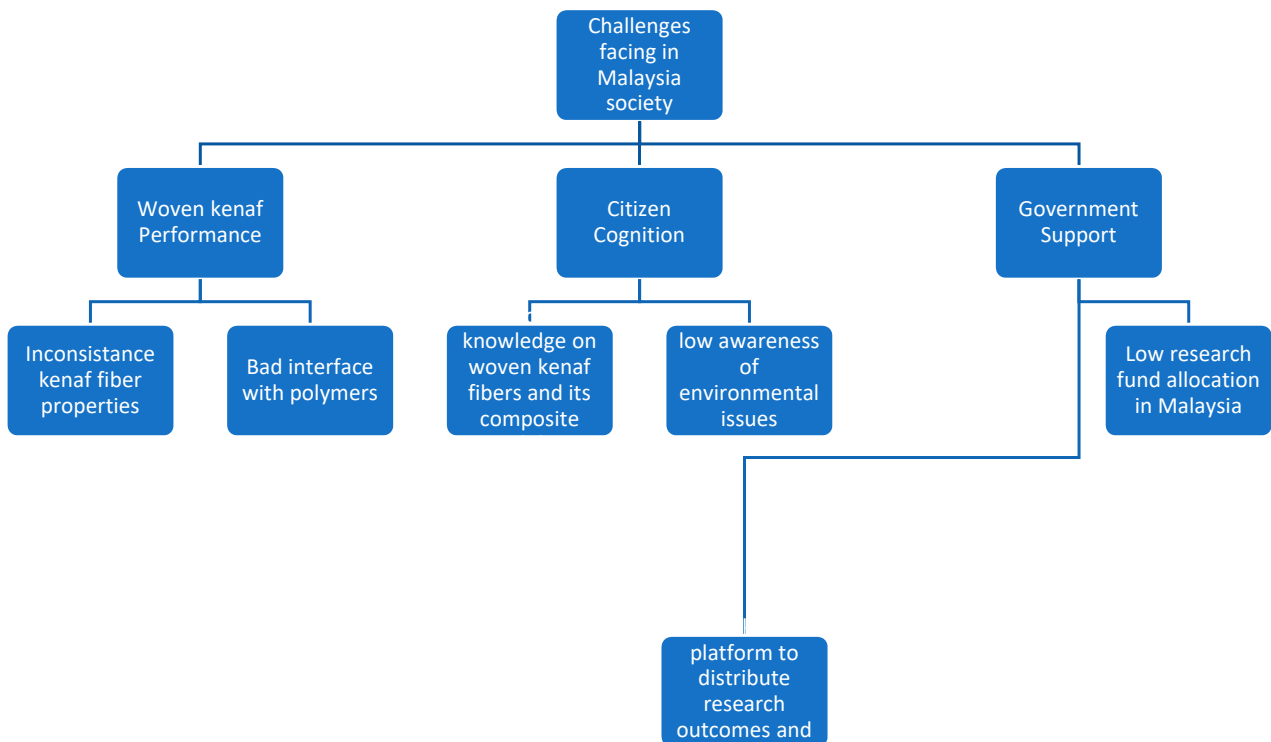 Challenges
facing in
Malaysia
society
Woven kenaf
Performance
Citizen
Cognition
Government
Support
Inconsistance
kenaf fiber
properties
Bad interface
with polymers
knowledge on
woven kenaf
fibers and its
composite
low awareness
of
environmental
issues
Low research
fund allocation
in Malaysia
platform to
distribute
research
outcomes and